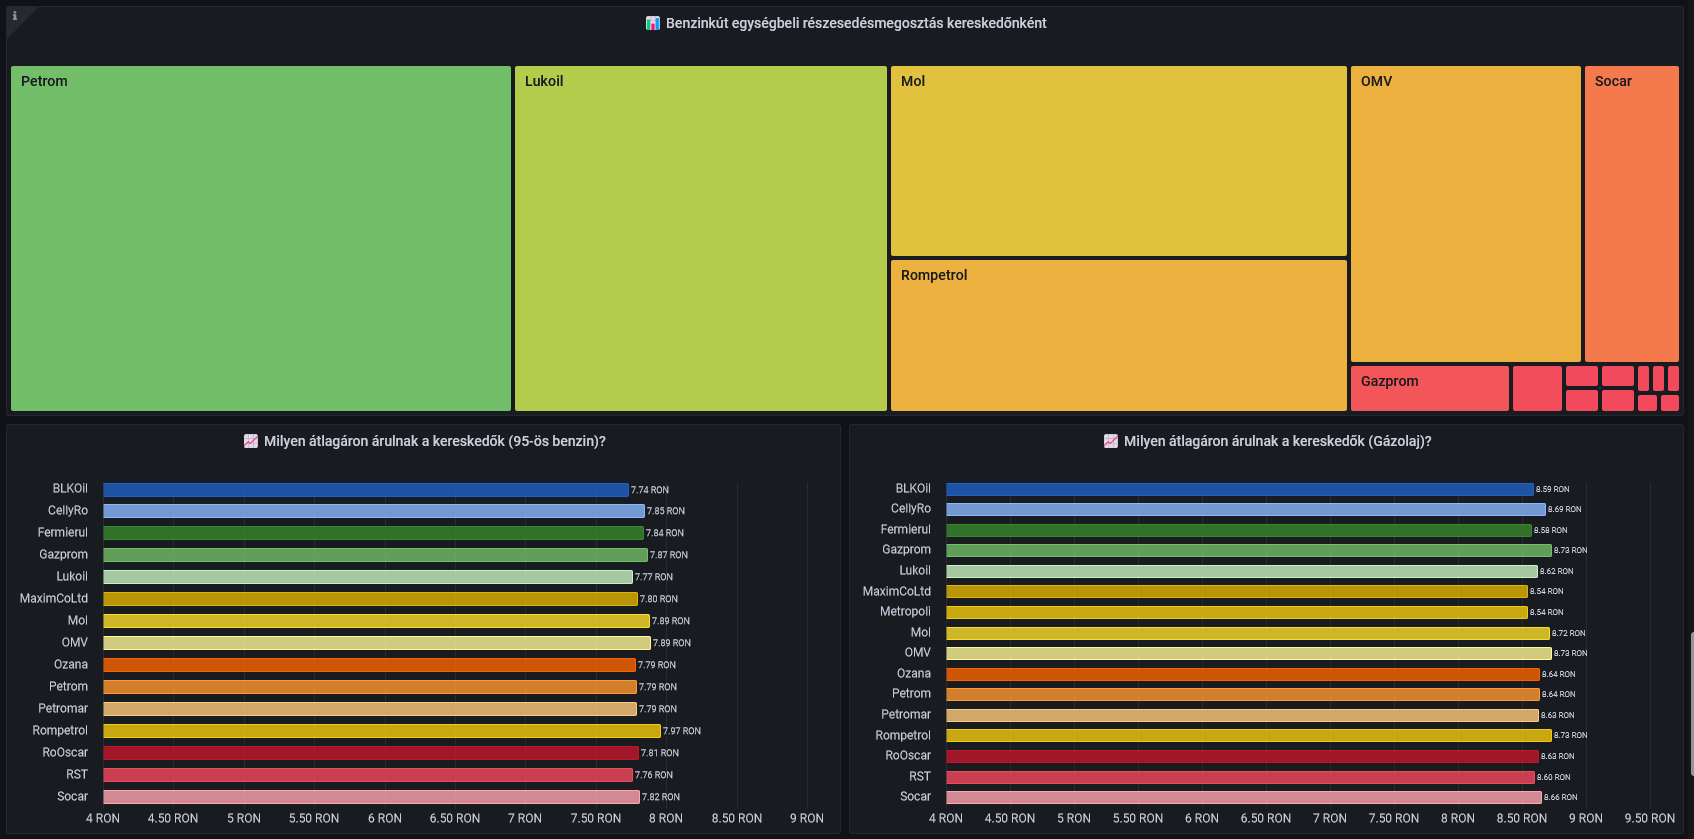 i
Benzinkút egységbeli részesedésmegosztás kereskedőnként
Petrom
Lukoil
Mol
OMV
Socar
Rompetrol
Gazprom
Milyen átlagáron árulnak a kereskedők (95-ös benzin)?
BLKOil 7.74 RON
CellyRo 7.85 RON
Fermierul 7.84 RON
Gazprom 7.87 RON
Lukoil 7.77 RON
MaximCoLtd 7.80 RON
Mol 7.89 RON
OMV 7.89 RON
Ozana 7.79 RON
Petrom 7.79 RON
Petromar 7.79 RON
Rompetrol 7.97 RON
RoOscar 7.81 RON
RST 7.76 RON
Socar 7.82 RON
4 RON 4.50 RON 5 RON 5.50 RON 6 RON 6.50 RON 7 RON 7.50 RON 8 RON 8.50 RON 9 RON
Milyen átlagáron árulnak a kereskedők (Gázolaj)?
BLKOil 8.59 RON
CellyRo 8.69 RON
Fermierul 8.58 RON
Gazprom 8.73 RON
Lukoil 8.62 RON
MaximCoLtd 8.54 RON
Metropoli 8.54 RON
Mol 8.72 RON
OMV 8.73 RON
Ozana 8.64 RON
Petrom 8.64 RON
Petromar 8.63 RON
Rompetrol 8.73 RON
RoOscar 8.63 RON
RST 8.60 RON
Socar 8.66 RON
4 RON 4.50 RON 5 RON 5.50 RON 6 RON 6.50 RON 7 RON 7.50 RON 8 RON 8.50 RON 9 RON 9.50 RON